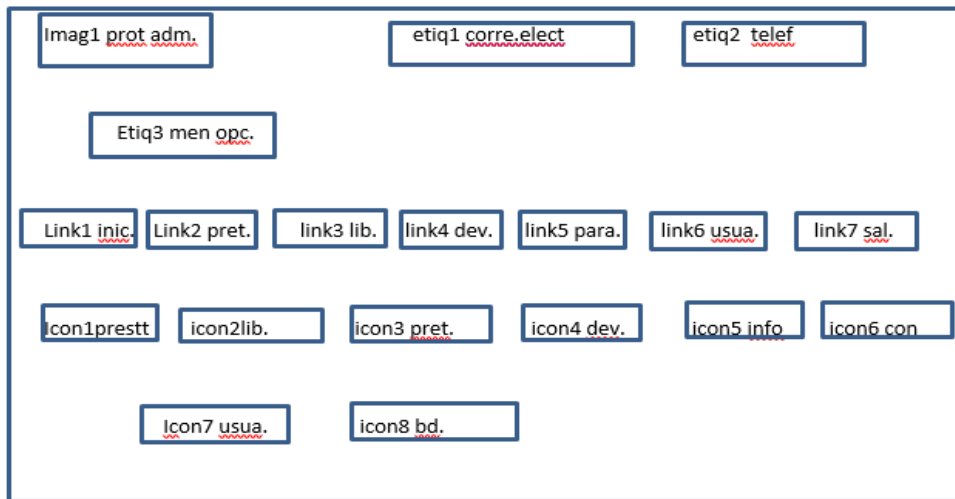 Imag1 prot adm. etiq1 corre.elect etiq2 telef
Etiq3 men opc.
Link1 inic. Link2 pret. link3 lib. link4 dev. link5 para. link6 usua. link7 sal.
Icon1prestt icon2lib. icon3 pret. icon4 dev. icon5 info icon6 con
Icon7 usua. icon8 bd.